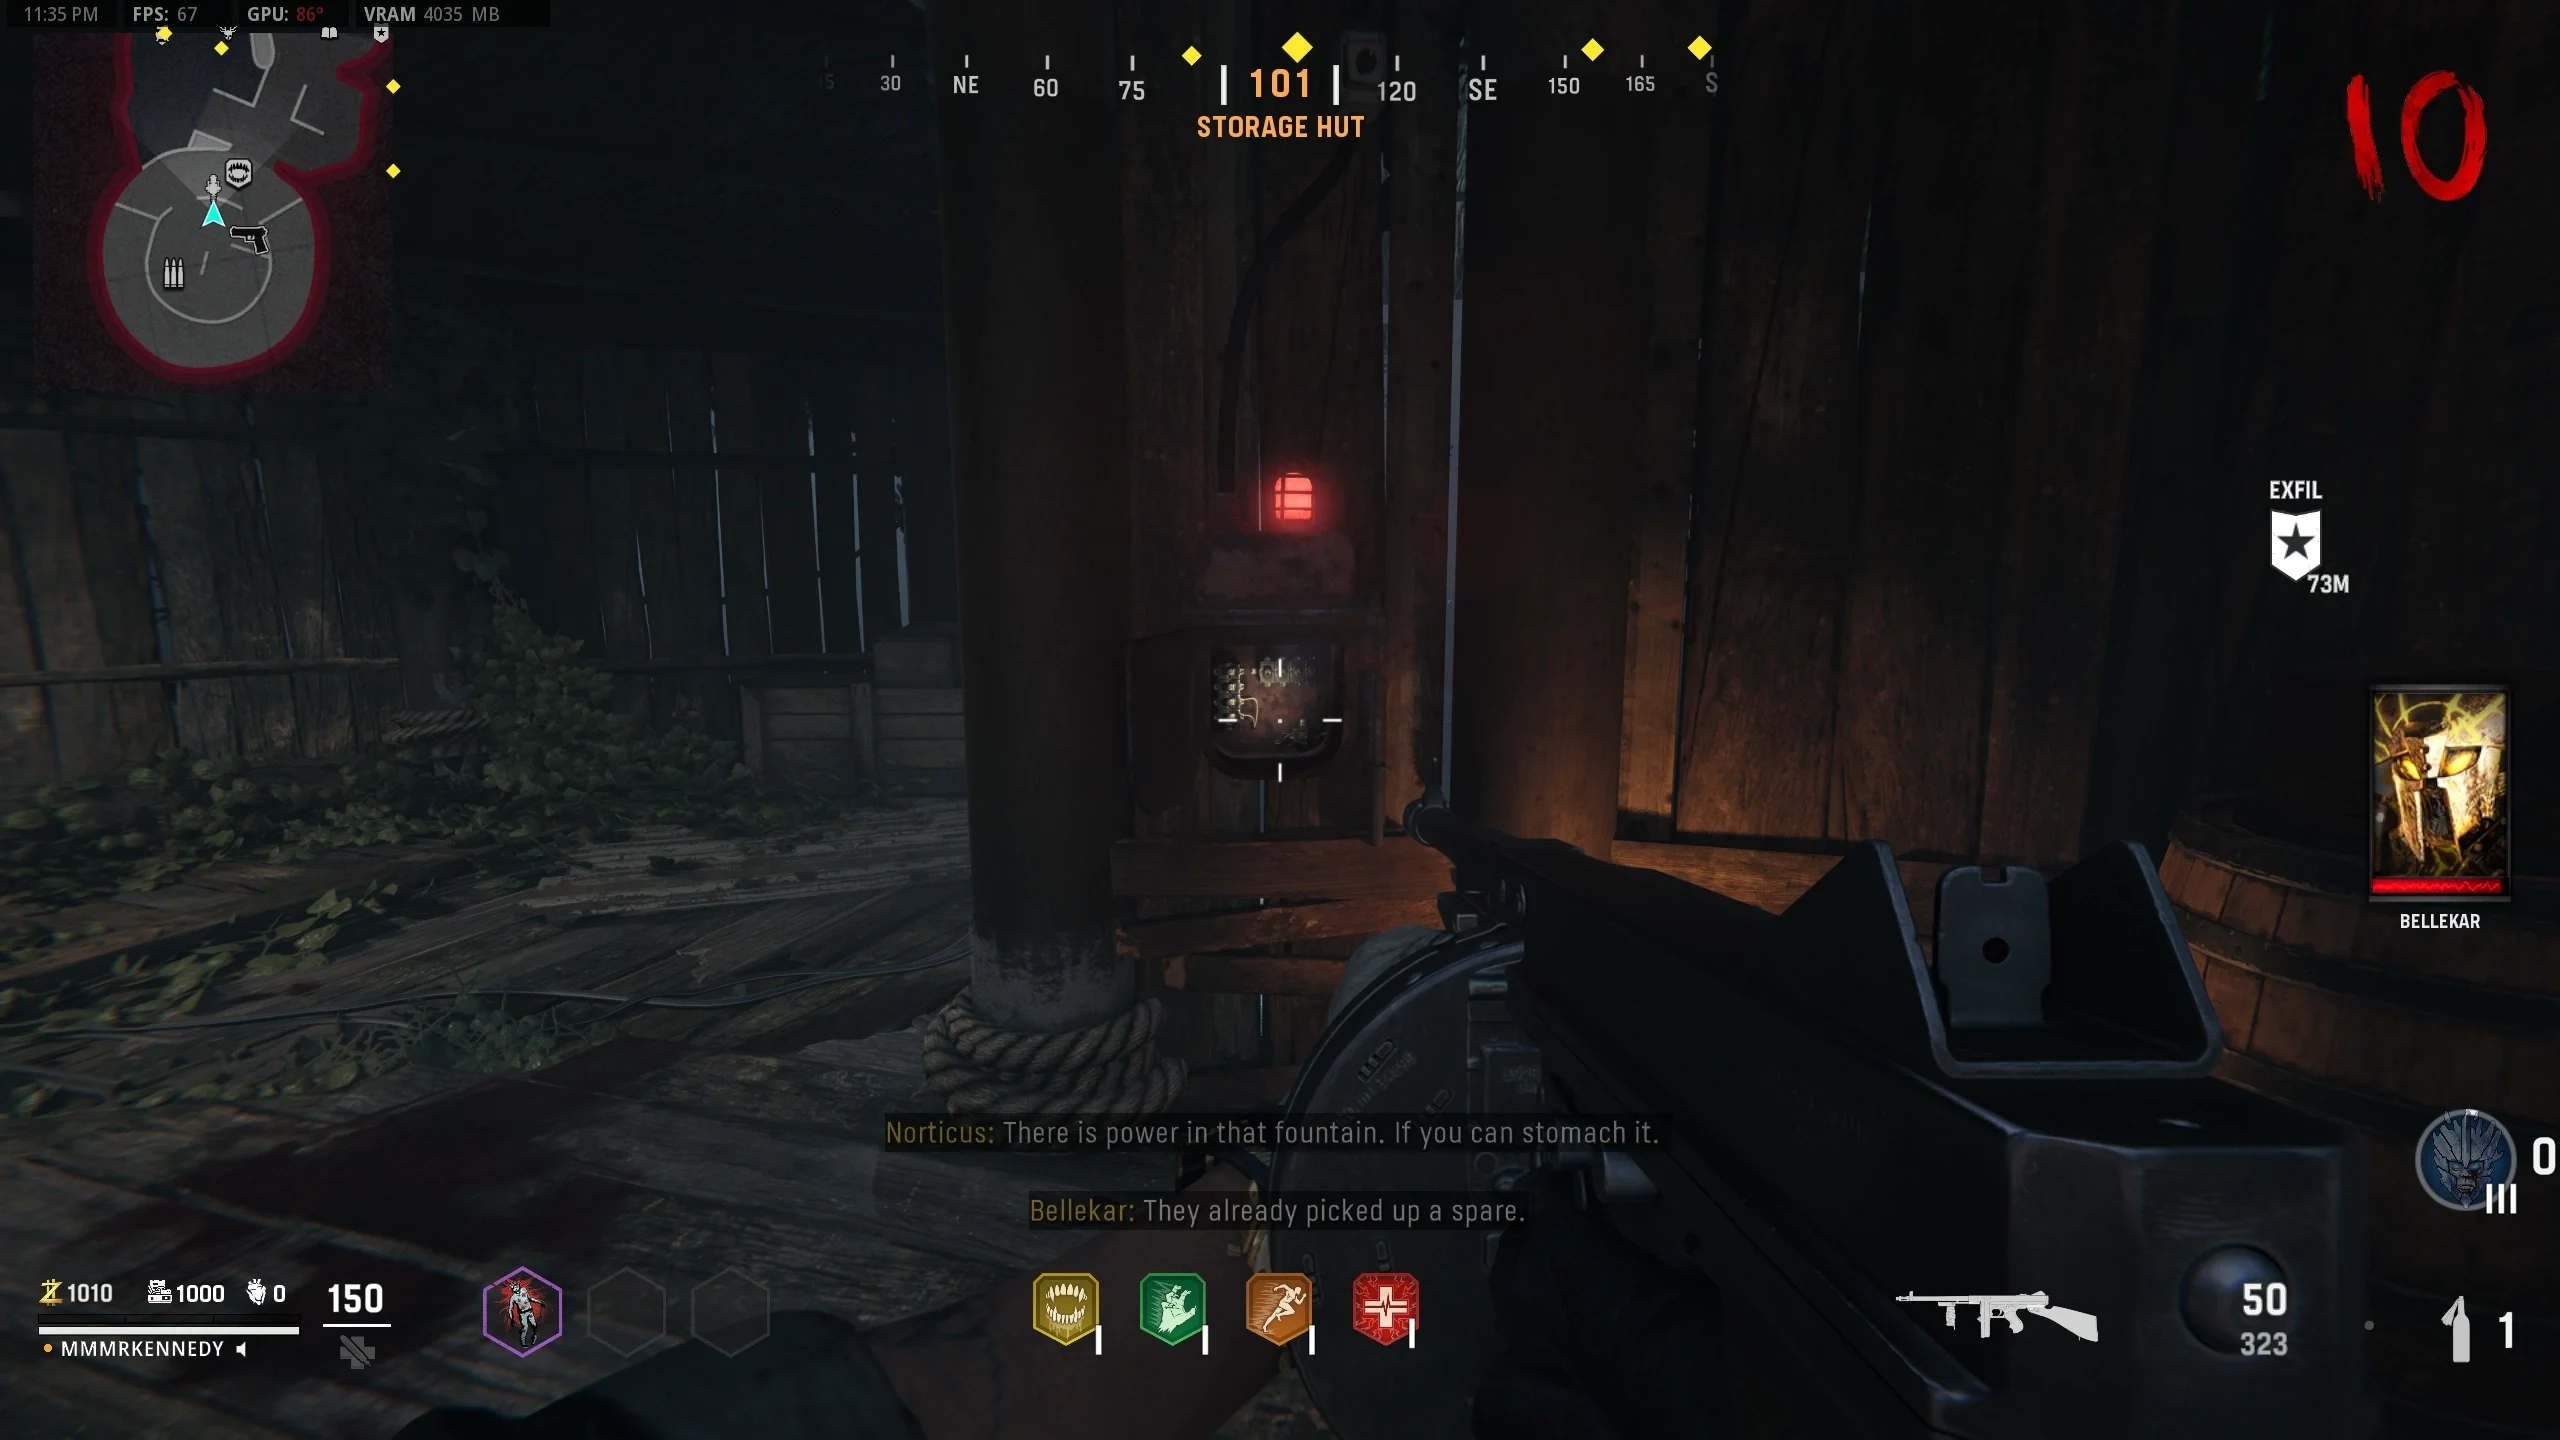 11:35 PM FPS: 67 GPU: 86° VRAM 4035 MB
30 NE 60 75 101 120 SE 150 165 S
STORAGE HUT
10
EXFIL
73M
BELLEKAR
Norticus: There is power in that fountain. If you can stomach it.
Bellekar: They already picked up a spare.
0
III
1010 1000 0 150
MMMRKENNEDY
50
323
1